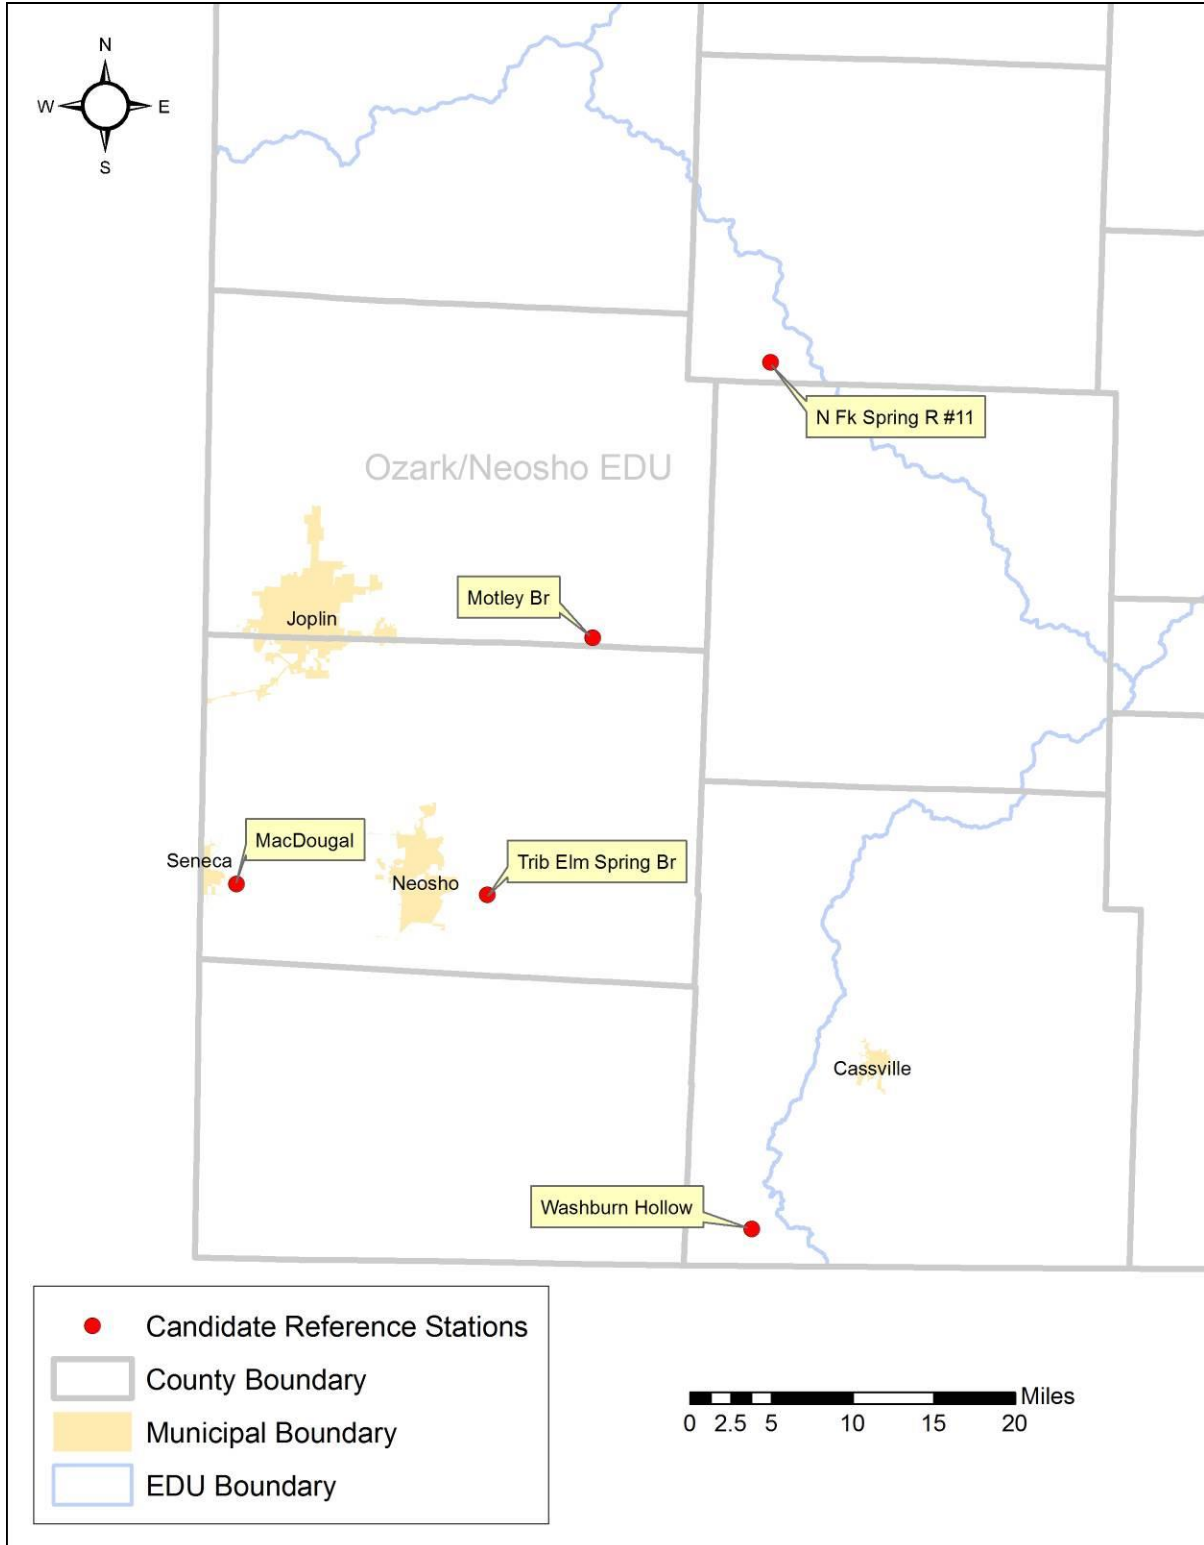 N
W E
S
N Fk Spring R #11
Ozark/Neosho EDU
Motley Br
Joplin
MacDougal
Seneca
Trib Elm Spring Br
Neosho
Cassville
Washburn Hollow
Candidate Reference Stations
County Boundary
Municipal Boundary
EDU Boundary
Miles
0 2.5 5 10 15 20